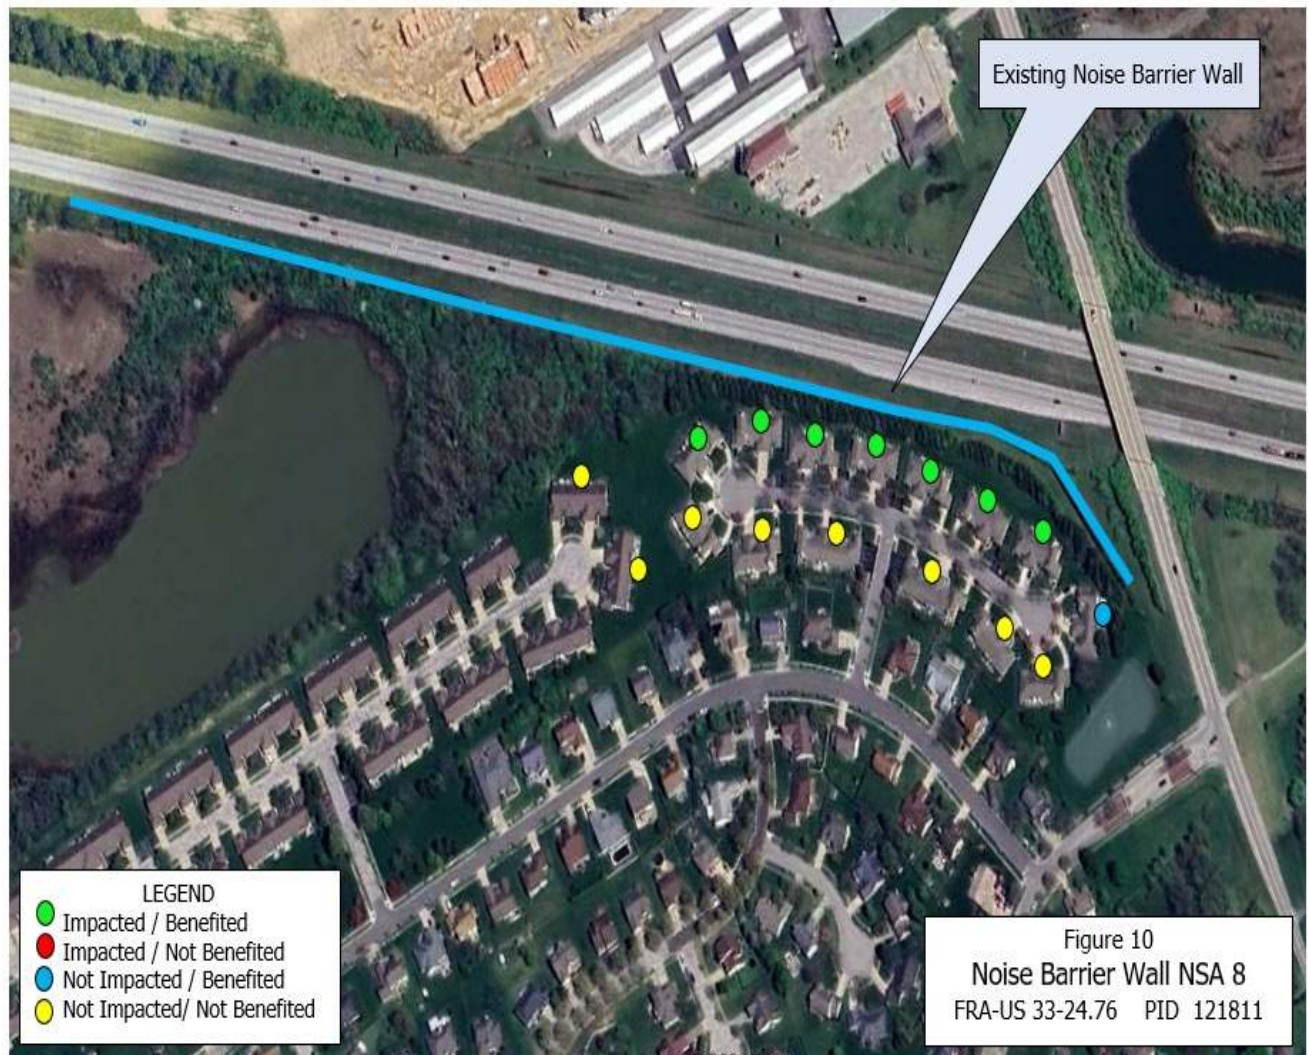 Existing Noise Barrier Wall
LEGEND
Impacted / Benefited
Impacted / Not Benefited
Not Impacted / Benefited
Not Impacted/ Not Benefited
Figure 10
Noise Barrier Wall NSA 8
FRA-US 33-24.76 PID 121811